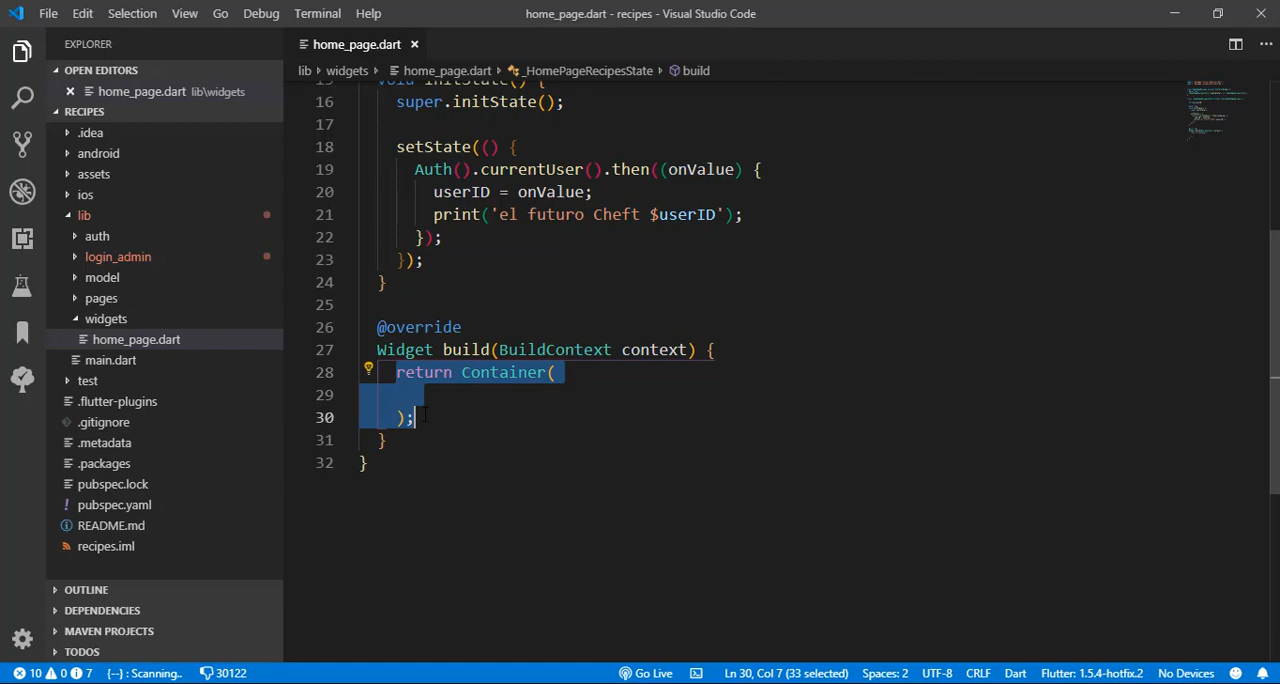 File Edit Selection View Go Debug Terminal Help
home_page.dart - recipes - Visual Studio Code
EXPLORER
OPEN EDITORS
home_page.dart lib\widgets
RECIPES
.idea
android
assets
ios
lib
auth
login_admin
model
pages
widgets
home_page.dart
main.dart
test
.flutter-plugins
.gitignore
.metadata
.packages
pubspec.lock
pubspec.yaml
README.md
recipes.iml
OUTLINE
DEPENDENCIES
MAVEN PROJECTS
TODOS
home_page.dart
lib › widgets › home_page.dart › _HomePageRecipesState › build
void initState() {
16 super.initState();
17
18 setState(() {
19 Auth().currentUser().then((onValue) {
20 userID = onValue;
21 print('el futuro Cheft $userID');
22 });
23 });
24 }
25
26 @override
27 Widget build(BuildContext context) {
28 return Container(
29
30 );
31 }
32 }
10 0 7 {--} : Scanning.. 30122 Go Live Ln 30, Col 7 (33 selected) Spaces: 2 UTF-8 CRLF Dart Flutter: 1.5.4-hotfix.2 No Devices